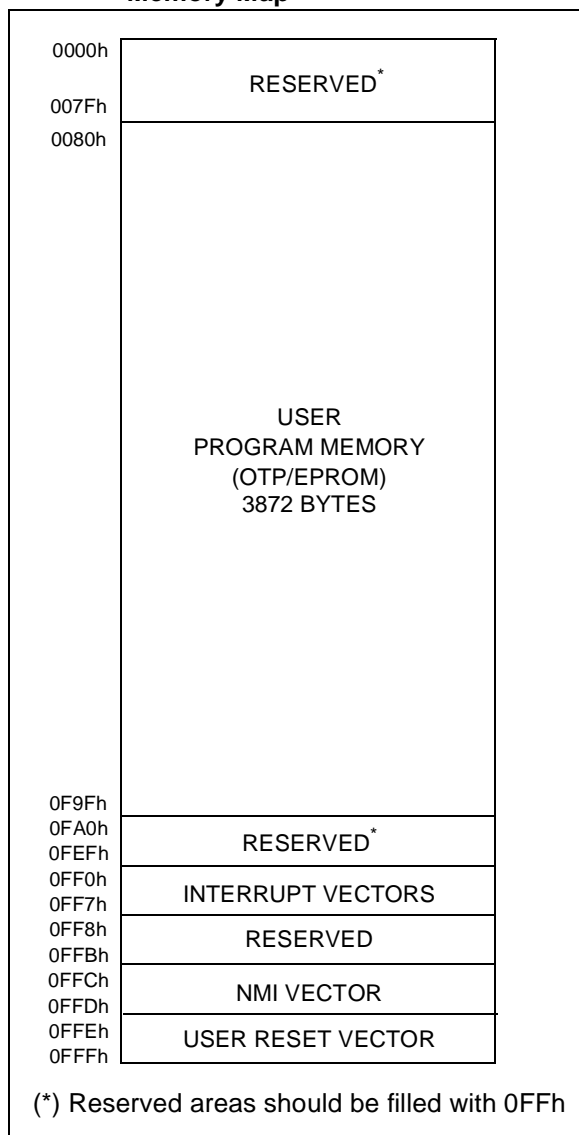 0000h
RESERVED*
007Fh
0080h
USER
PROGRAM MEMORY
(OTP/EPROM)
3872 BYTES
0F9Fh
0FA0h
RESERVED*
0FEFh
0FF0h
INTERRUPT VECTORS
0FF7h
0FF8h
RESERVED
0FFBh
0FFCh
NMI VECTOR
0FFDh
0FFEh
USER RESET VECTOR
0FFFh
(*) Reserved areas should be filled with 0FFh